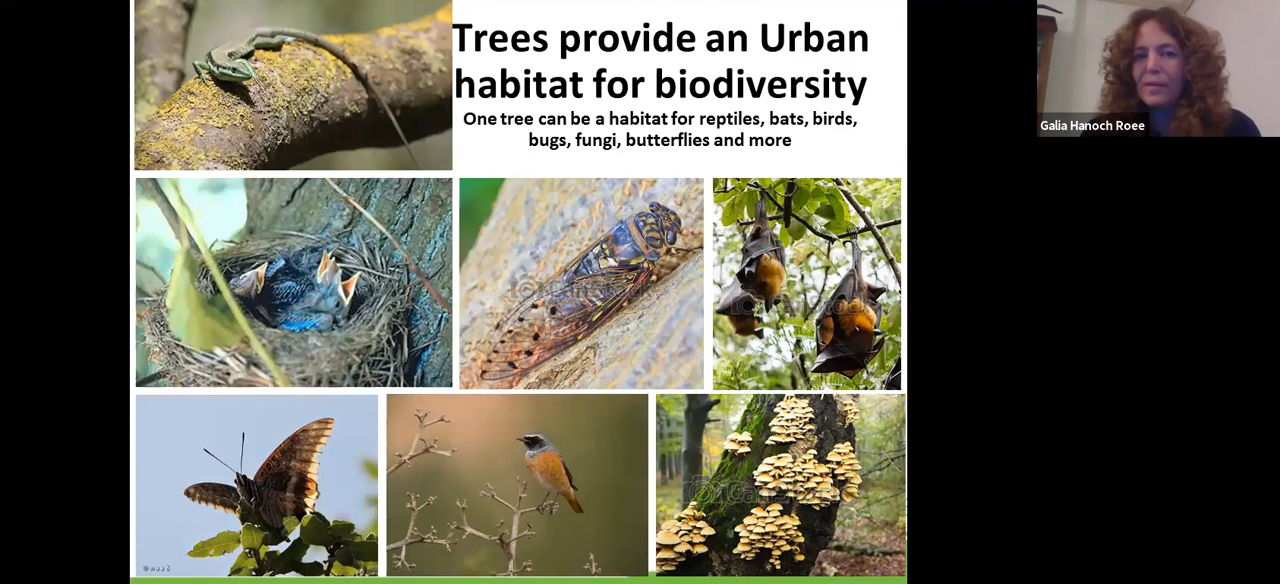 Trees provide an Urban
habitat for biodiversity
One tree can be a habitat for reptiles, bats, birds,
bugs, fungi, butterflies and more
Galia Hanoch Roee